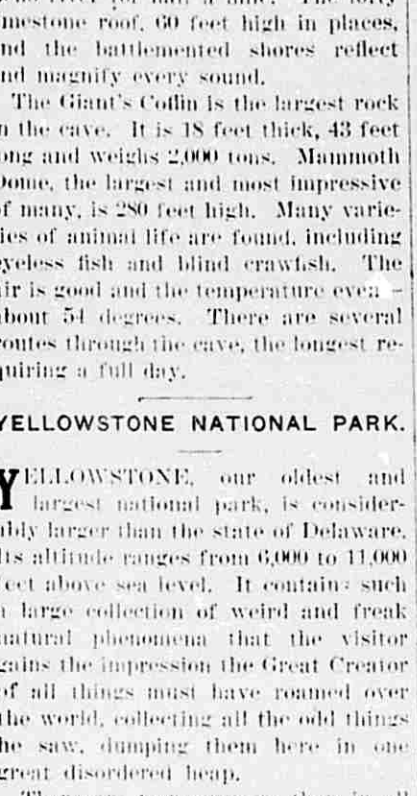 mestone roof, 60 feet high in places,
nd the battlemented shores reflect
nd magnify every sound.
The Giant's Coffin is the largest rock
n the cave. It is 18 feet thick, 43 feet
ong and weighs 2,000 tons. Mammoth
Dome, the largest and most impressive
of many, is 280 feet high. Many varie-
ties of animal life are found, including
eyeless fish and blind crawfish. The
air is good and the temperature even—
about 54 degrees. There are several
routes through the cave, the longest re-
quiring a full day.
YELLOWSTONE NATIONAL PARK.
YELLOWSTONE, our oldest and
largest national park, is consider-
ably larger than the state of Delaware.
Its altitude ranges from 6,000 to 11,000
feet above sea level. It contains such
a large collection of weird and freak
natural phenomena that the visitor
gains the impression the Great Creator
of all things must have roamed over
the world, collecting all the odd things
he saw, dumping them here in one
great disordered heap.